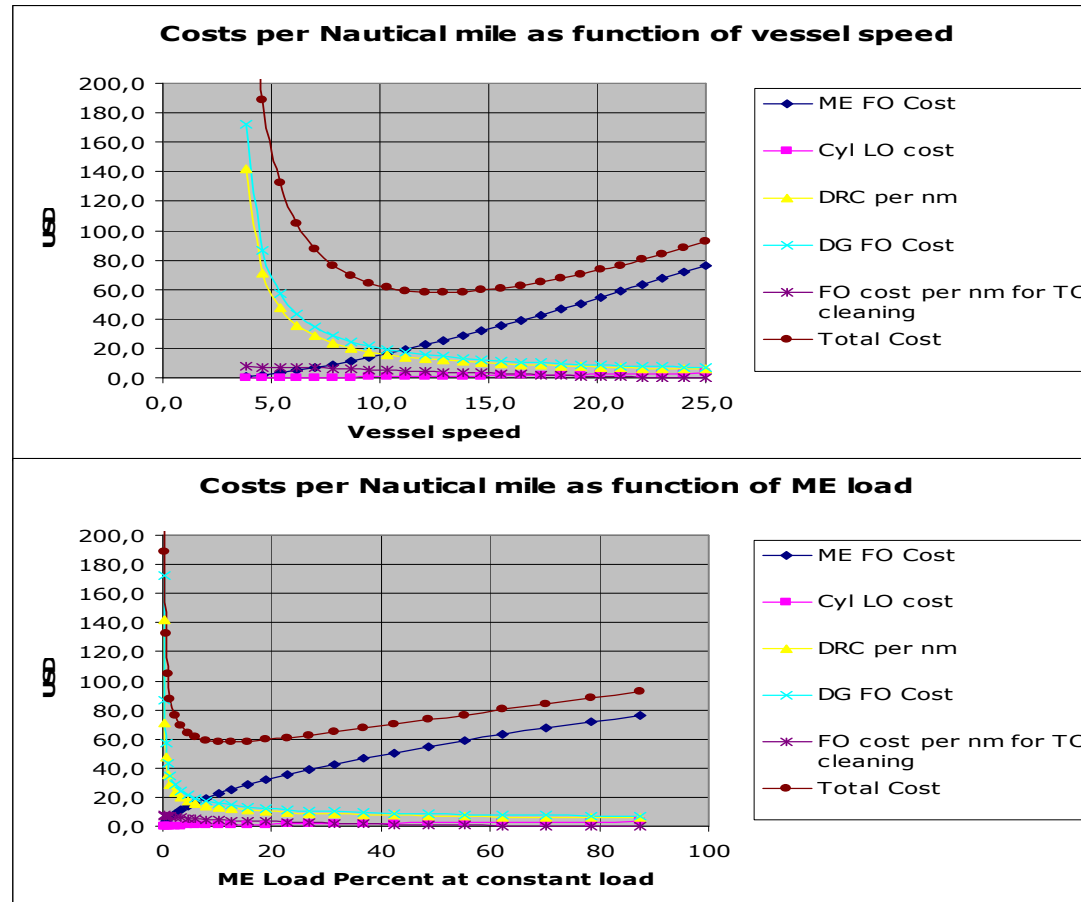 Costs per Nautical mile as function of vessel speed
200,0
180,0
160,0
140,0
120,0
100,0
80,0
60,0
40,0
20,0
0,0
USD
0,0 5,0 10,0 15,0 20,0 25,0
Vessel speed
ME FO Cost
Cyl LO cost
DRC per nm
DG FO Cost
FO cost per nm for TC
cleaning
Total Cost
Costs per Nautical mile as function of ME load
200,0
180,0
160,0
140,0
120,0
100,0
80,0
60,0
40,0
20,0
0,0
USD
0 20 40 60 80 100
ME Load Percent at constant load
ME FO Cost
Cyl LO cost
DRC per nm
DG FO Cost
FO cost per nm for TC
cleaning
Total Cost